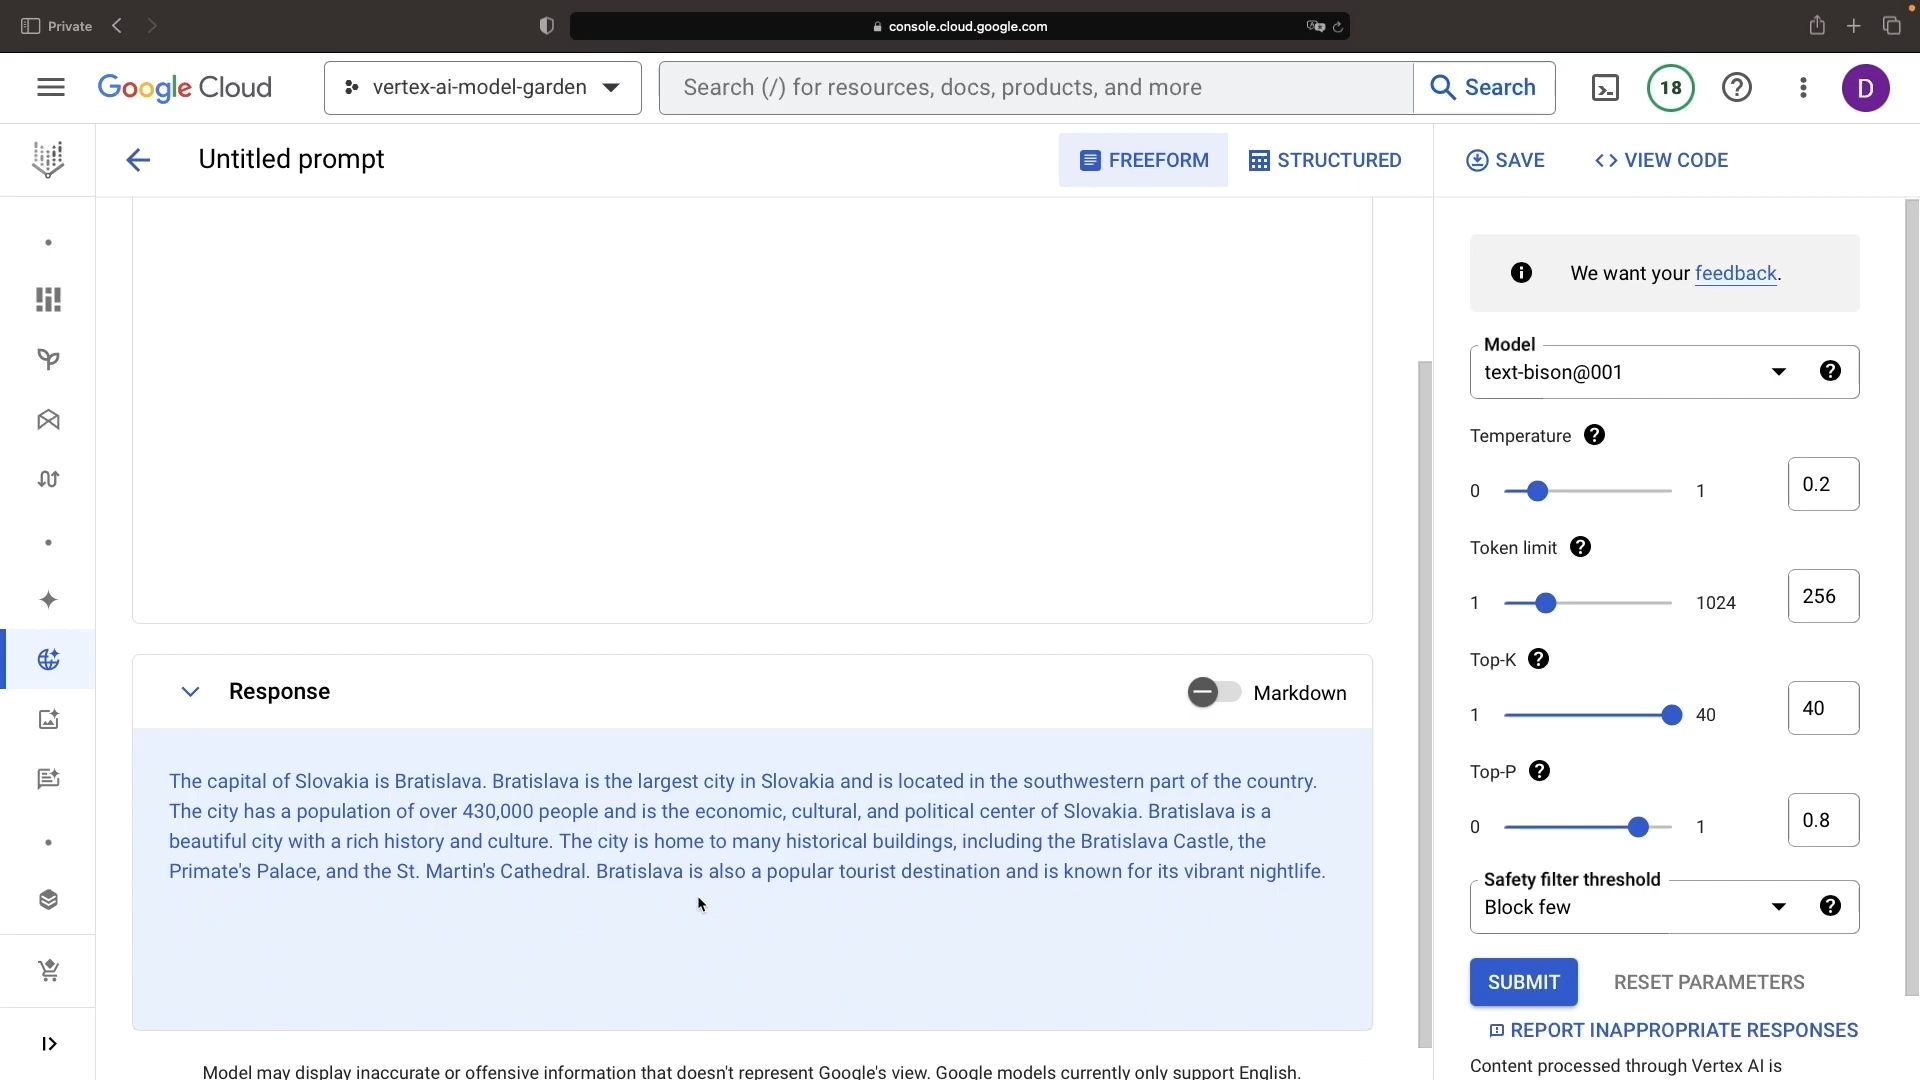 Private
console.cloud.google.com
Google Cloud
vertex-ai-model-garden
Search (/) for resources, docs, products, and more
Search
18
D
Untitled prompt
FREEFORM
STRUCTURED
SAVE
<> VIEW CODE
We want your feedback.
Model
text-bison@001
Temperature
0
1
0.2
Token limit
1
1024
256
Top-K
1
40
40
Top-P
0
1
0.8
Safety filter threshold
Block few
SUBMIT
RESET PARAMETERS
REPORT INAPPROPRIATE RESPONSES
Content processed through Vertex AI is
Response
Markdown
The capital of Slovakia is Bratislava. Bratislava is the largest city in Slovakia and is located in the southwestern part of the country.
The city has a population of over 430,000 people and is the economic, cultural, and political center of Slovakia. Bratislava is a
beautiful city with a rich history and culture. The city is home to many historical buildings, including the Bratislava Castle, the
Primate's Palace, and the St. Martin's Cathedral. Bratislava is also a popular tourist destination and is known for its vibrant nightlife.
Model may display inaccurate or offensive information that doesn't represent Google's view. Google models currently only support English.